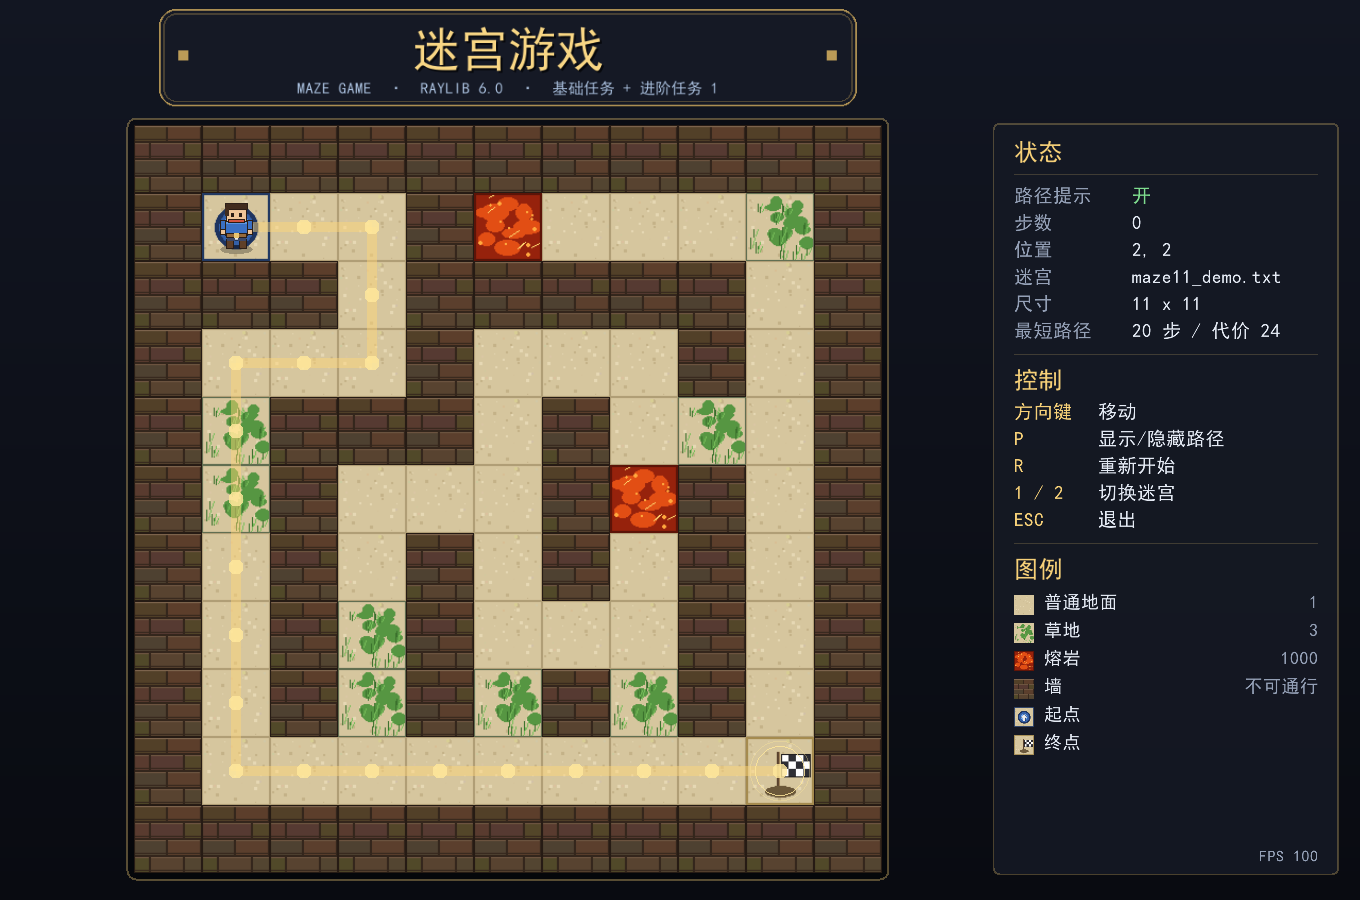 迷宫游戏
MAZE GAME · RAYLIB 6.0 · 基础任务 + 进阶任务 1
状态
路径提示 开
步数 0
位置 2, 2
迷宫 maze11_demo.txt
尺寸 11 x 11
最短路径 20 步 / 代价 24
控制
方向键 移动
P 显示/隐藏路径
R 重新开始
1 / 2 切换迷宫
ESC 退出
图例
普通地面 1
草地 3
熔岩 1000
墙 不可通行
起点
终点
FPS 100